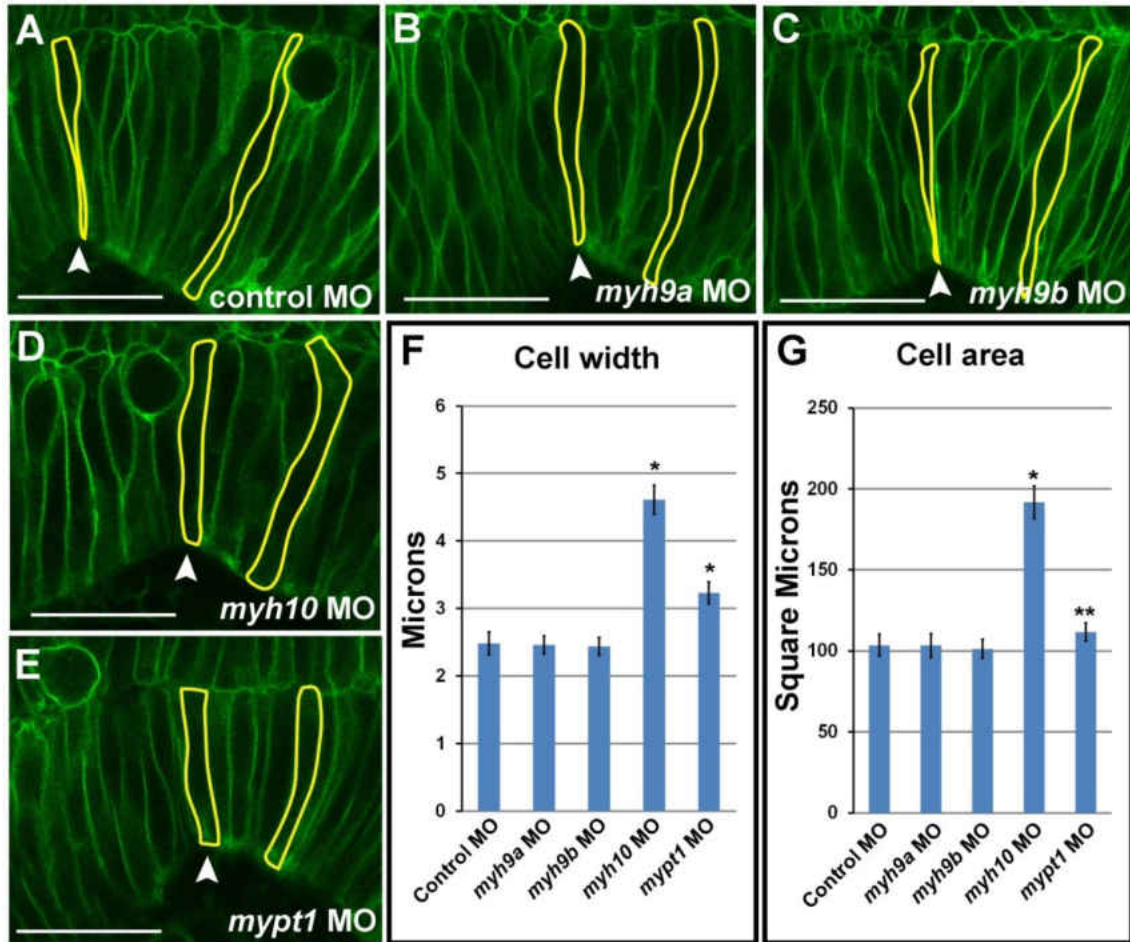 A
control MO
B
myh9a MO
C
myh9b MO
D
myh10 MO
E
mypt1 MO
F
Cell width
Microns
6
5
4
3
2
1
0
*
*
Control MO
myh9a MO
myh9b MO
myh10 MO
mypt1 MO
G
Cell area
Square Microns
250
200
150
100
50
0
*
**
Control MO
myh9a MO
myh9b MO
myh10 MO
mypt1 MO